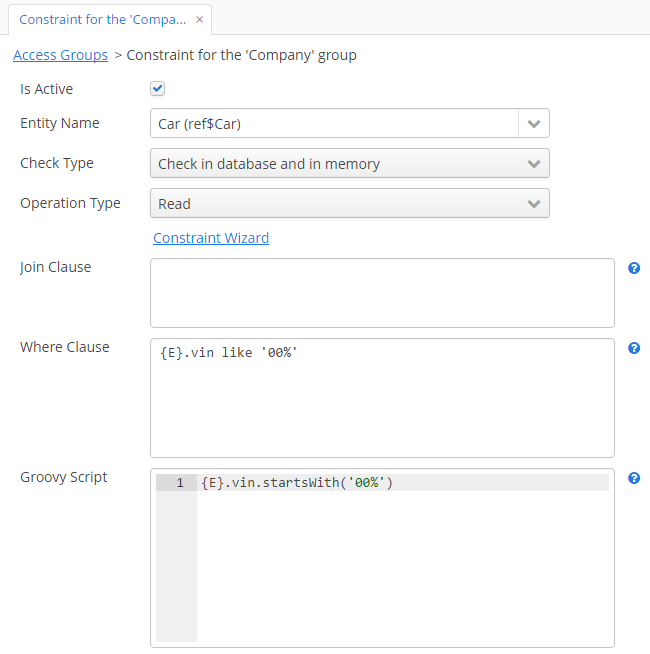 Constraint for the 'Compa... ×
Access Groups > Constraint for the 'Company' group
Is Active
Entity Name Car (ref$Car)
Check Type Check in database and in memory
Operation Type Read
Constraint Wizard
Join Clause ?
Where Clause {E}.vin like '00%' ?
Groovy Script 1 {E}.vin.startsWith('00%') ?